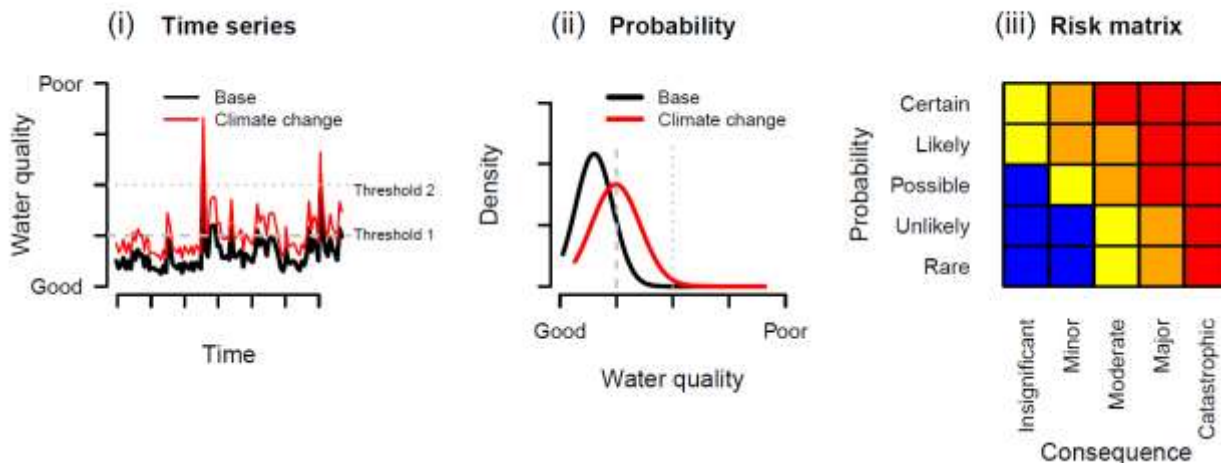 (i) Time series
Poor
Base
Climate change
Water quality
Threshold 2
Threshold 1
Good
Time
(ii) Probability
Base
Climate change
Density
Good
Poor
Water quality
(iii) Risk matrix
Certain
Likely
Possible
Unlikely
Rare
Probability
Insignificant
Minor
Moderate
Major
Catastrophic
Consequence